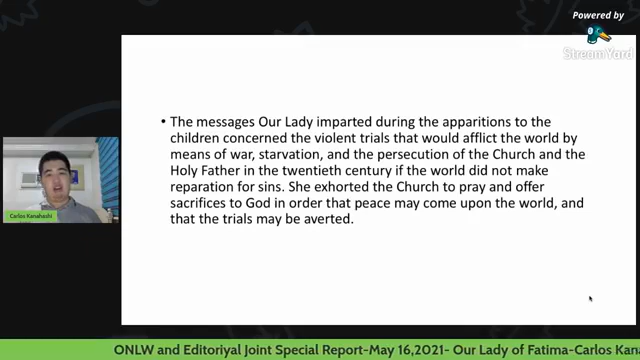 Powered by
StreamYard
• The messages Our Lady imparted during the apparitions to the
children concerned the violent trials that would afflict the world by
means of war, starvation, and the persecution of the Church and the
Holy Father in the twentieth century if the world did not make
reparation for sins. She exhorted the Church to pray and offer
sacrifices to God in order that peace may come upon the world, and
that the trials may be averted.
Carlos Kanahashi
ONLW and Editoriyal Joint Special Report-May 16,2021- Our Lady of Fatima-Carlos Kana